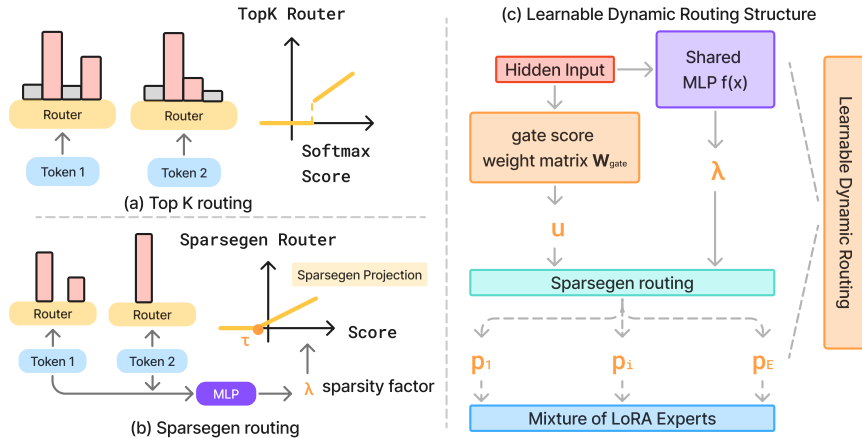 TopK Router
Router
Router
Token 1
Token 2
Softmax
Score
(a) Top K routing
Sparsegen Router
Sparsegen Projection
Router
Router
τ
Score
Token 1
Token 2
MLP
λ sparsity factor
(b) Sparsegen routing
(c) Learnable Dynamic Routing Structure
Hidden Input
Shared
MLP f(x)
gate score
weight matrix Wgate
λ
u
Sparsegen routing
p1
pi
pE
Mixture of LoRA Experts
Learnable Dynamic
Routing